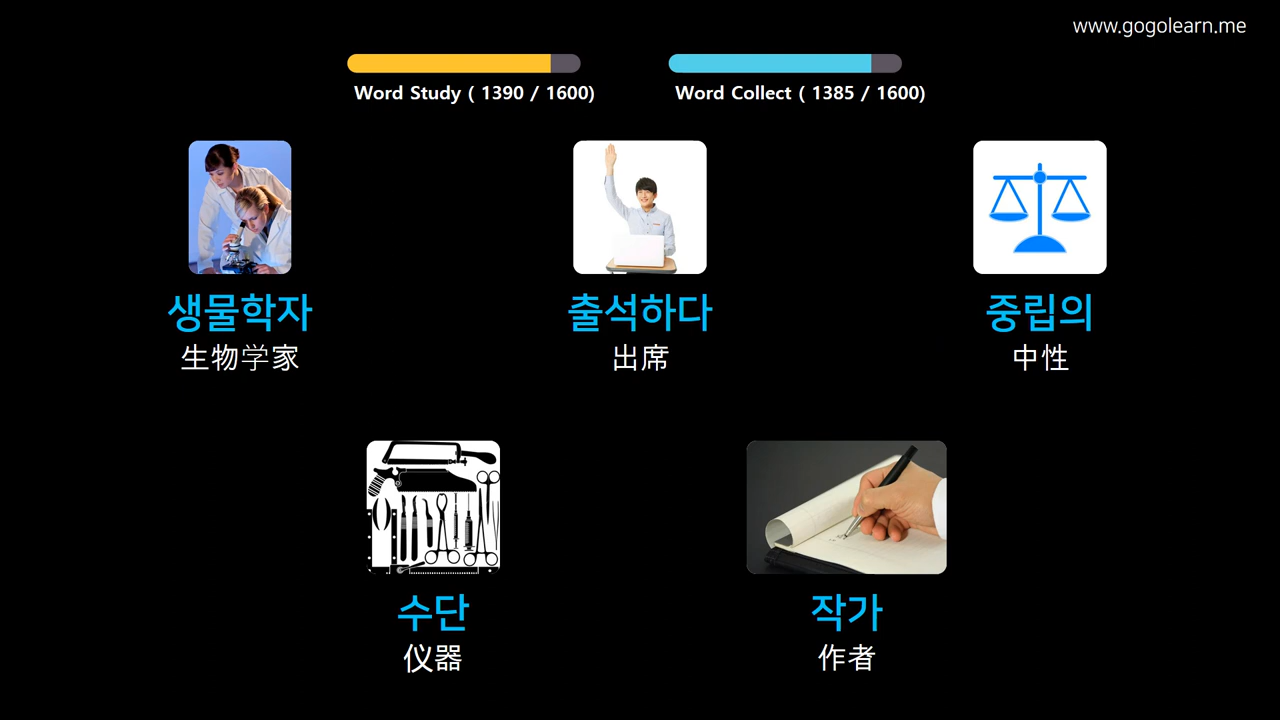 www.gogolearn.me
Word Study ( 1390 / 1600)
Word Collect ( 1385 / 1600)
생물학자
生物学家
출석하다
出席
중립의
中性
수단
仪器
작가
作者